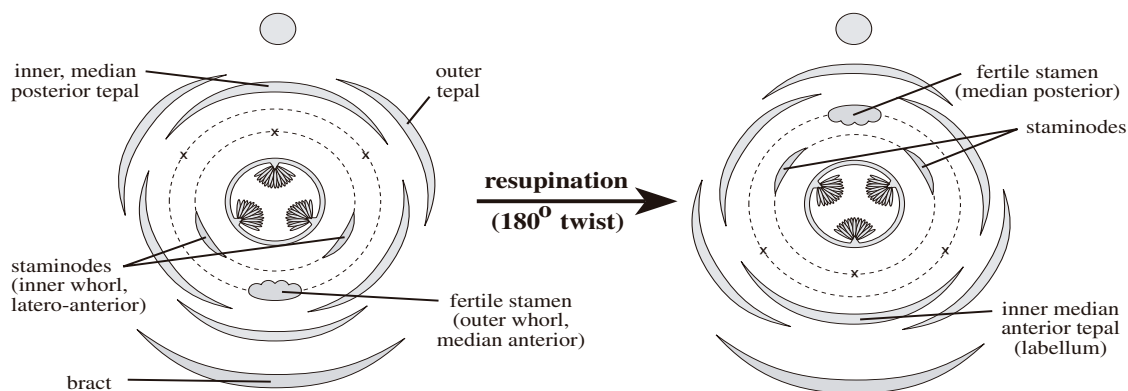 inner, median
posterior tepal
outer
tepal
x
x
x
staminodes
(inner whorl,
latero-anterior)
fertile stamen
(outer whorl,
median anterior)
bract
resupination
(180º twist)
fertile stamen
(median posterior)
staminodes
x
x
x
inner median
anterior tepal
(labellum)